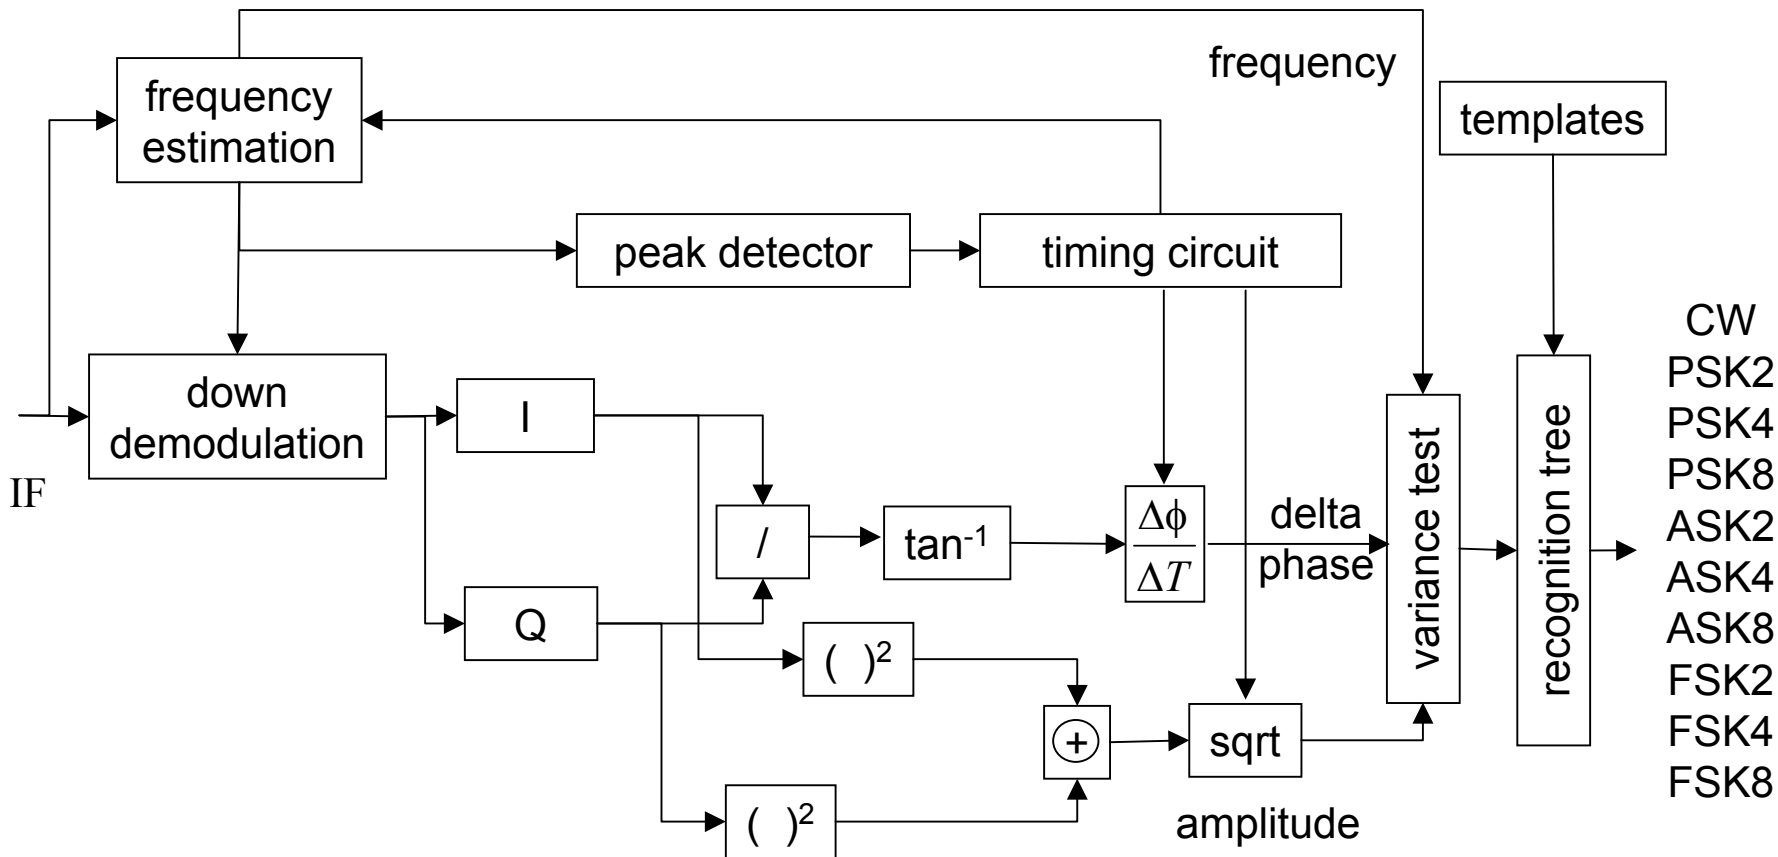 frequency
frequency
estimation
templates
peak detector
timing circuit
CW
down
demodulation
I
PSK2
PSK4
IF
PSK8
/
tan⁻¹
Δϕ
ΔT
delta
phase
variance test
recognition tree
ASK2
ASK4
Q
ASK8
( )²
FSK2
+
sqrt
FSK4
FSK8
( )²
amplitude